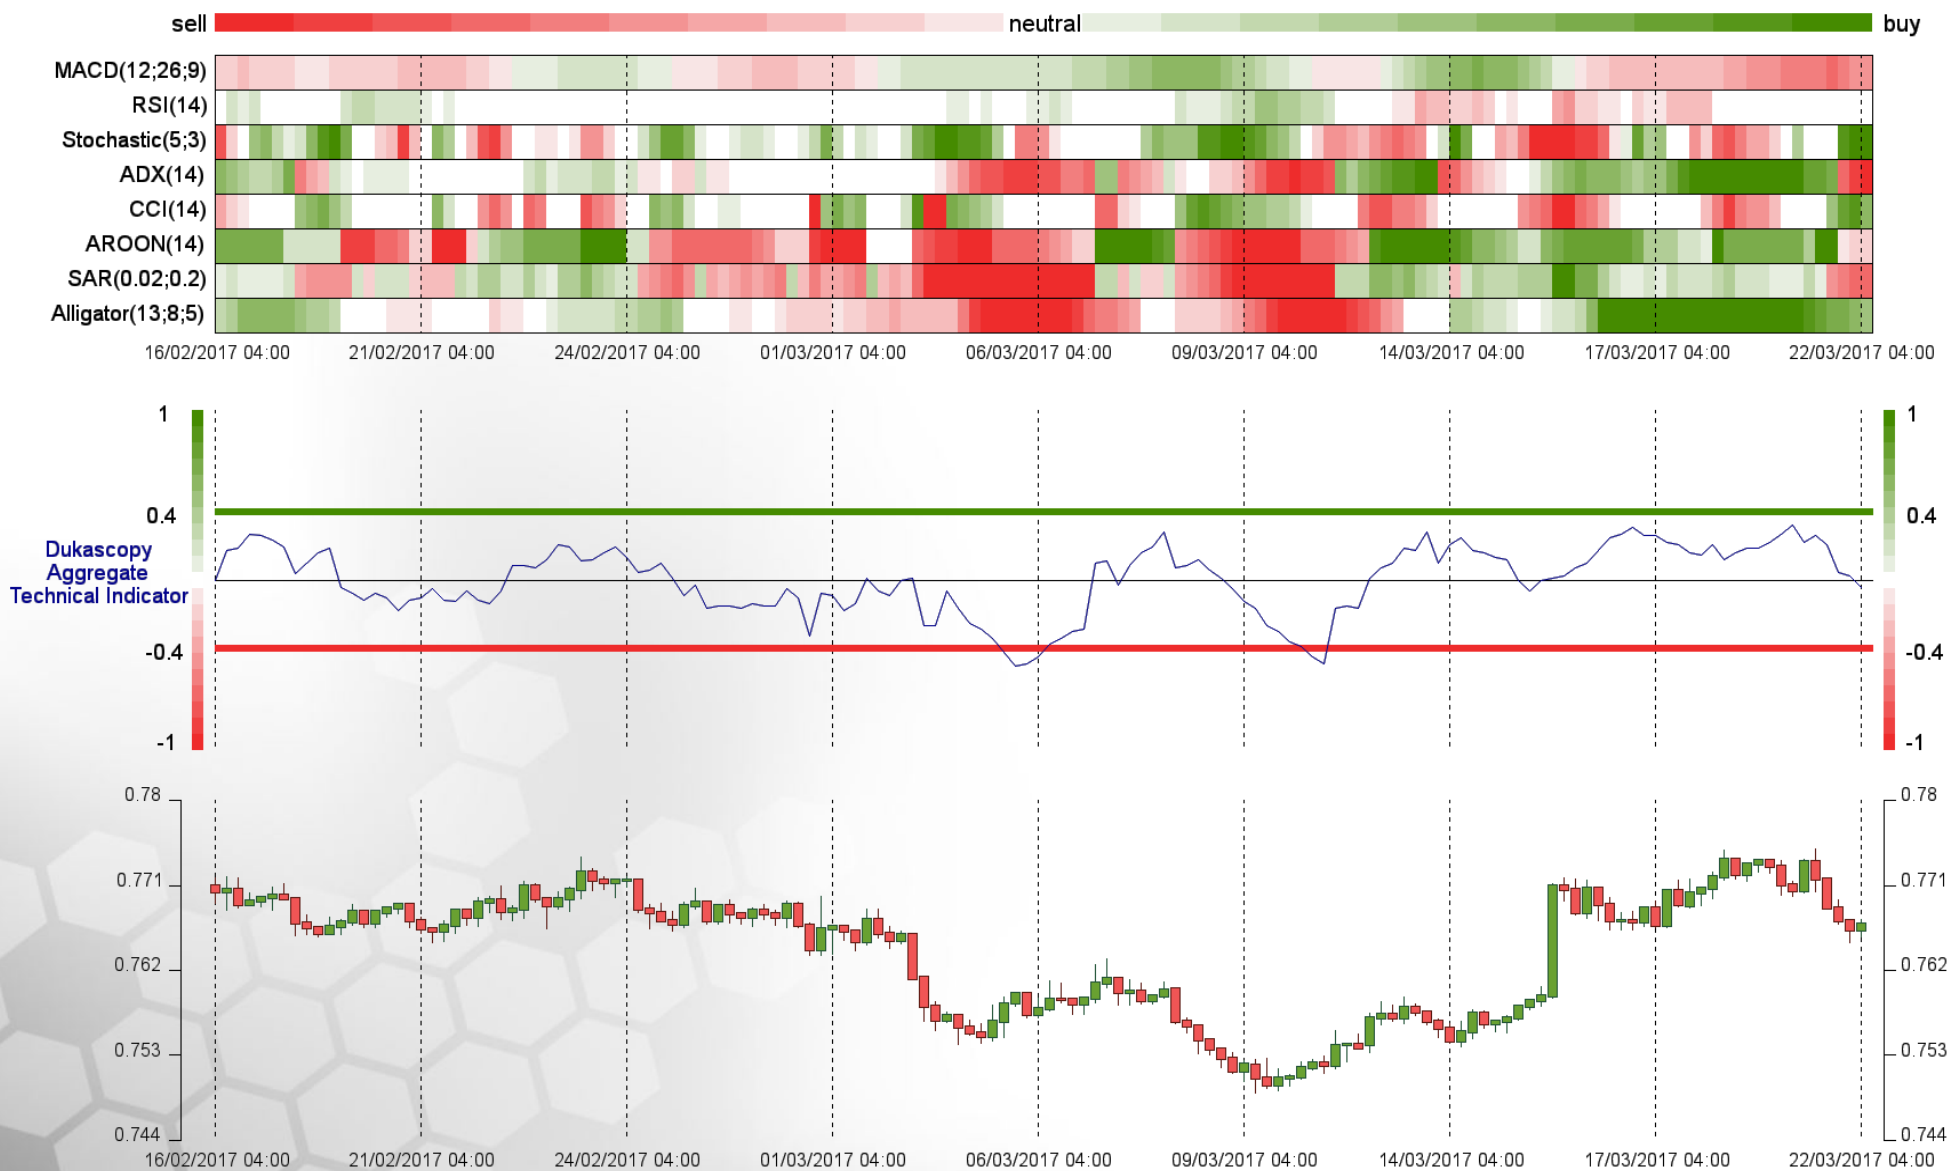 sell neutral buy
MACD(12;26;9)
RSI(14)
Stochastic(5;3)
ADX(14)
CCI(14)
AROON(14)
SAR(0.02;0.2)
Alligator(13;8;5)
16/02/2017 04:00 21/02/2017 04:00 24/02/2017 04:00 01/03/2017 04:00 06/03/2017 04:00 09/03/2017 04:00 14/03/2017 04:00 17/03/2017 04:00 22/03/2017 04:00
1 1
0.4 0.4
Dukascopy
Aggregate
Technical Indicator
-0.4 -0.4
-1 -1
0.78 0.78
0.771 0.771
0.762 0.762
0.753 0.753
0.744 0.744
16/02/2017 04:00 21/02/2017 04:00 24/02/2017 04:00 01/03/2017 04:00 06/03/2017 04:00 09/03/2017 04:00 14/03/2017 04:00 17/03/2017 04:00 22/03/2017 04:00